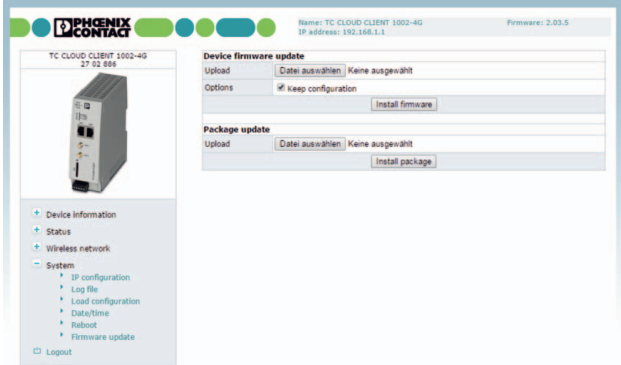 PHŒNIX
CONTACT
Name: TC CLOUD CLIENT 1002-4G
Firmware: 2.03.5
IP address: 192.168.1.1
TC CLOUD CLIENT 1002-4G
27 02 886
Device firmware update
Upload Datei auswählen Keine ausgewählt
Options Keep configuration
Install firmware
Package update
Upload Datei auswählen Keine ausgewählt
Install package
Device information
Status
Wireless network
System
IP configuration
Log file
Load configuration
Date/time
Reboot
Firmware update
Logout